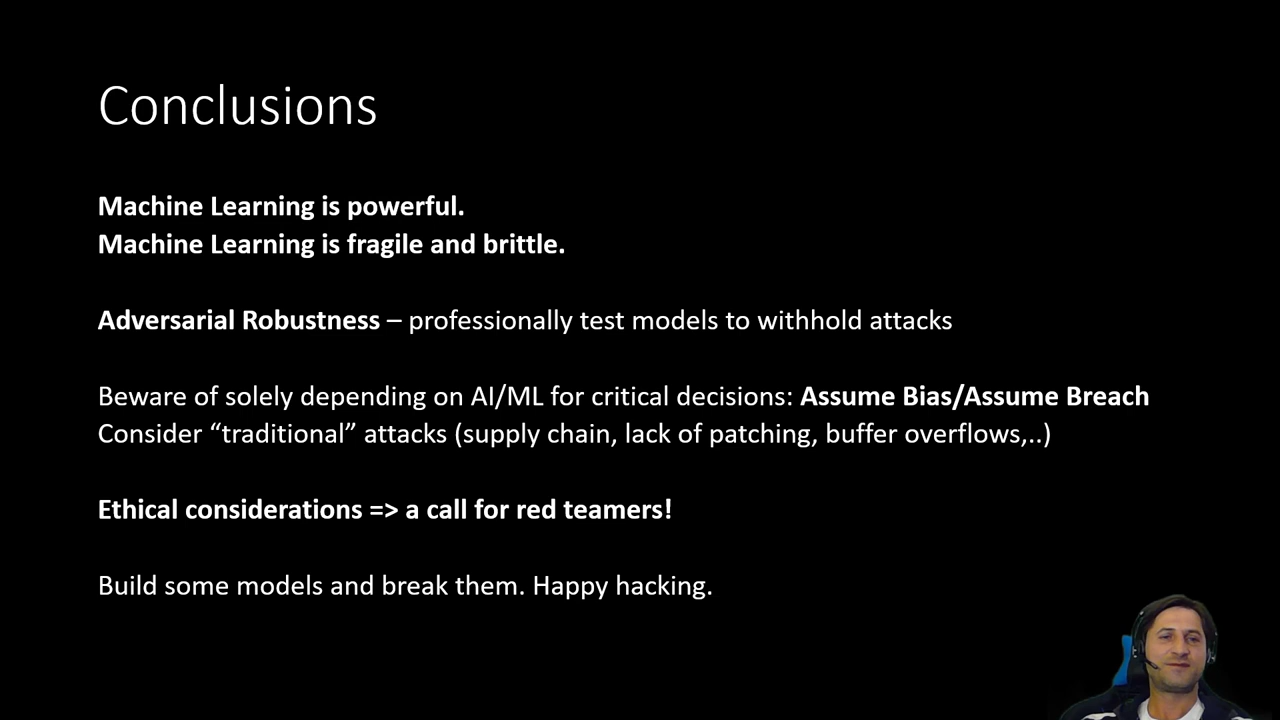 Conclusions
Machine Learning is powerful.
Machine Learning is fragile and brittle.
Adversarial Robustness – professionally test models to withhold attacks
Beware of solely depending on AI/ML for critical decisions: Assume Bias/Assume Breach
Consider “traditional” attacks (supply chain, lack of patching, buffer overflows,..)
Ethical considerations => a call for red teamers!
Build some models and break them. Happy hacking.